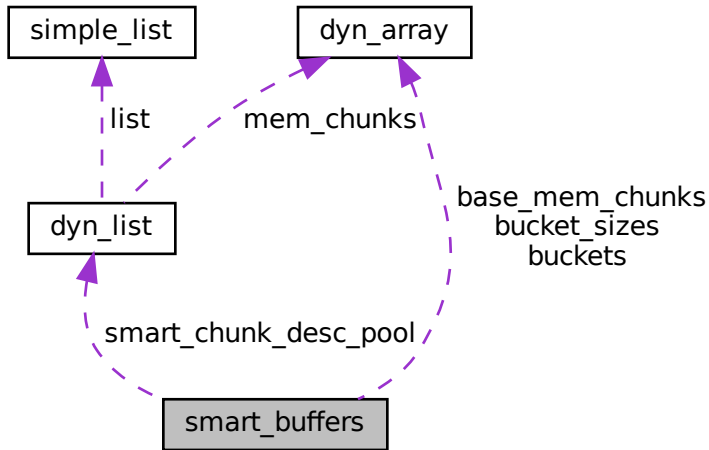 simple_list
dyn_array
list
mem_chunks
dyn_list
base_mem_chunks
bucket_sizes
buckets
smart_chunk_desc_pool
smart_buffers